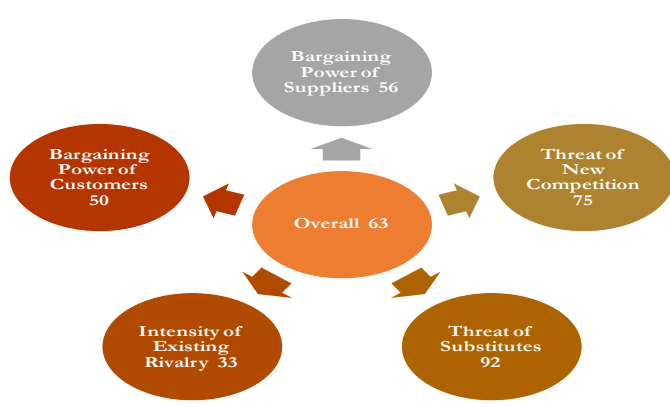 Bargaining
Power of
Suppliers 56
Bargaining
Power of
Customers
50
Threat of
New
Competition
75
Overall 63
Intensity of
Existing
Rivalry 33
Threat of
Substitutes
92